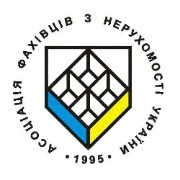 АСОЦІАЦІЯ ФАХІВЦІВ З НЕРУХОМОСТІ УКРАЇНИ
• 1995 •